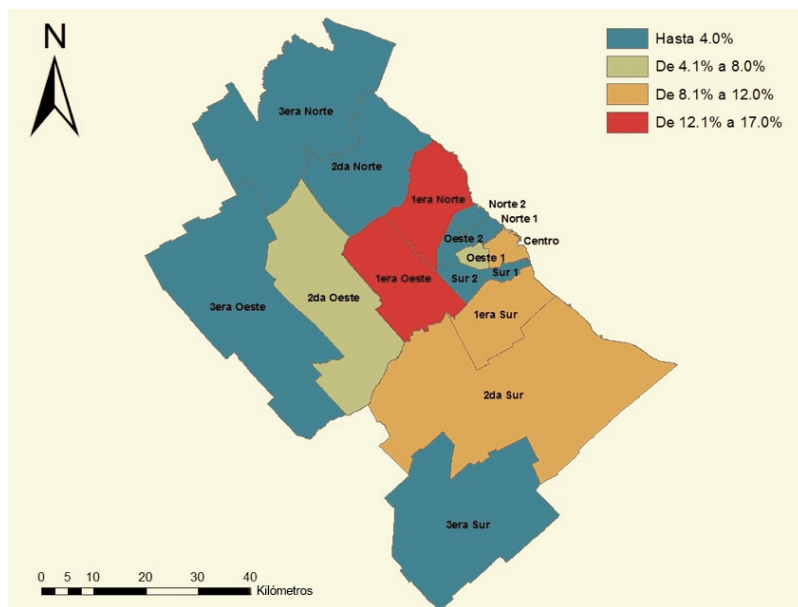 N
Hasta 4.0%
De 4.1% a 8.0%
De 8.1% a 12.0%
De 12.1% a 17.0%
3era Norte
2da Norte
1era Norte
Norte 2
Norte 1
Oeste 2
Centro
Oeste 1
Sur 1
Sur 2
1era Oeste
2da Oeste
3era Oeste
1era Sur
2da Sur
3era Sur
0 5 10 20 30 40 Kilómetros